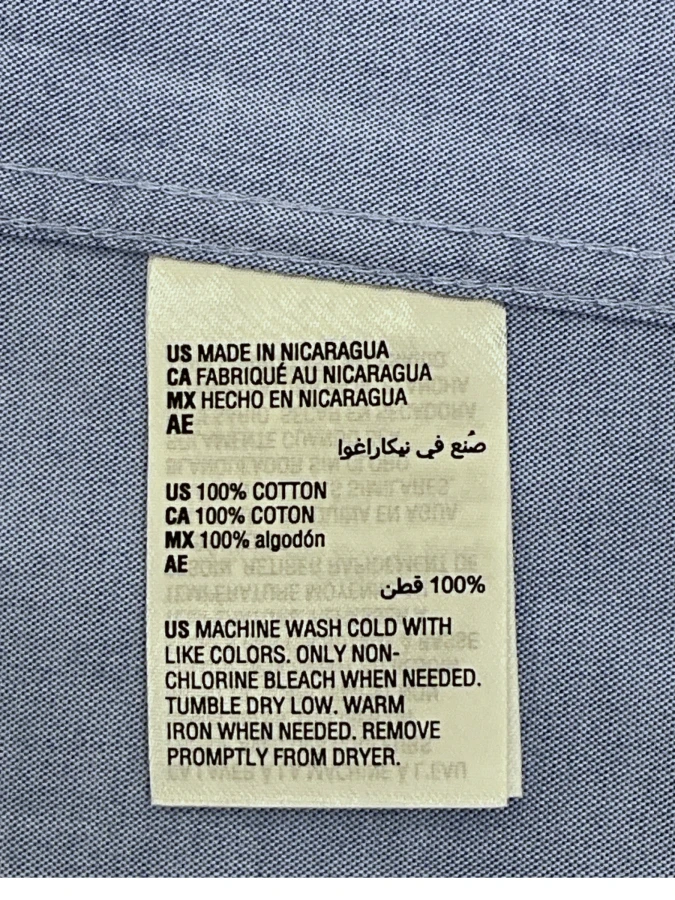 US MADE IN NICARAGUA
CA FABRIQUÉ AU NICARAGUA
MX HECHO EN NICARAGUA
AE
صُنع في نيكاراغوا
US 100% COTTON
CA 100% COTON
MX 100% algodón
AE
100% قطن
US MACHINE WASH COLD WITH
LIKE COLORS. ONLY NON-
CHLORINE BLEACH WHEN NEEDED.
TUMBLE DRY LOW. WARM
IRON WHEN NEEDED. REMOVE
PROMPTLY FROM DRYER.